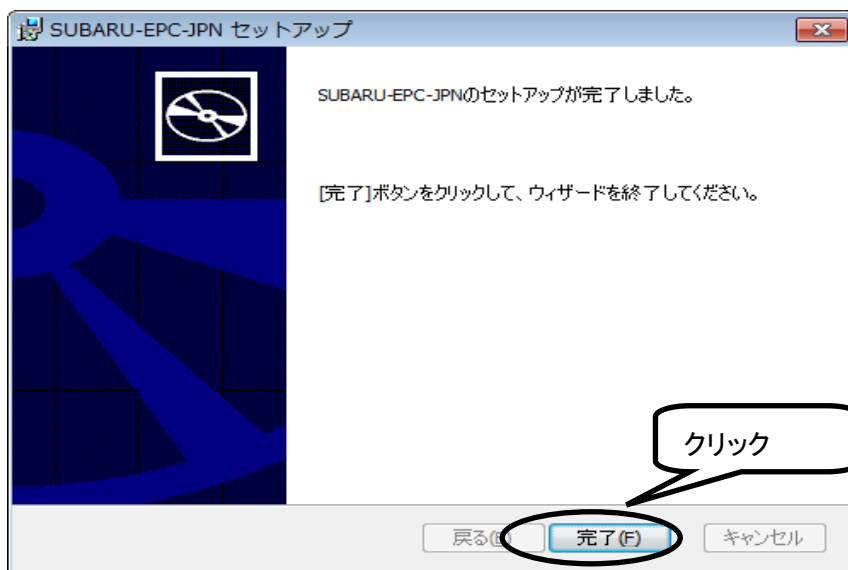 SUBARU-EPC-JPN セットアップ
SUBARU-EPC-JPNのセットアップが完了しました。
[完了]ボタンをクリックして、ウィザードを終了してください。
クリック
戻る(B)
完了(F)
キャンセル